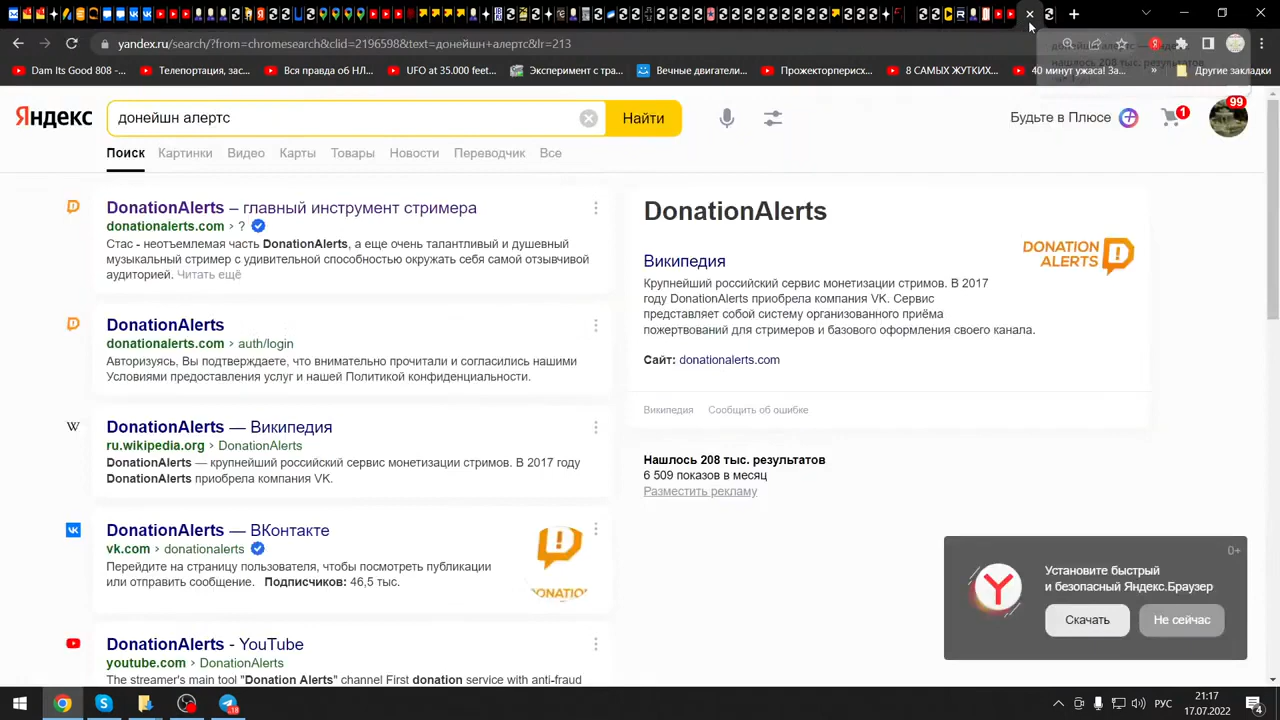 yandex.ru/search/?from=chromesearch&clid=2196598&text=донейшн+алертс&lr=213
Dam Its Good 808 -...
Телепортация, зас...
Вся правда об НЛ...
UFO at 35.000 feet...
Эксперимент с тра...
Вечные двигатели...
Прожекторперисх...
8 САМЫХ ЖУТКИХ...
40 минут ужаса! За...
»
Другие закладки
Яндекс
донейшн алертс
Найти
Будьте в Плюсе
1
99
Поиск
Картинки
Видео
Карты
Товары
Новости
Переводчик
Все
DonationAlerts – главный инструмент стримера
donationalerts.com › ?
Стас - неотъемлемая часть DonationAlerts, а еще очень талантливый и душевный
музыкальный стример с удивительной способностью окружать себя самой отзывчивой
аудиторией. Читать ещё
DonationAlerts
donationalerts.com › auth/login
Авторизуясь, Вы подтверждаете, что внимательно прочитали и согласились нашими
Условиями предоставления услуг и нашей Политикой конфиденциальности.
W
DonationAlerts — Википедия
ru.wikipedia.org › DonationAlerts
DonationAlerts — крупнейший российский сервис монетизации стримов. В 2017 году
DonationAlerts приобрела компания VK.
DonationAlerts — ВКонтакте
vk.com › donationalerts
Перейдите на страницу пользователя, чтобы посмотреть публикации
или отправить сообщение. Подписчиков: 46,5 тыс.
DonationAlerts - YouTube
youtube.com › DonationAlerts
The streamer's main tool "Donation Alerts" channel First donation service with anti-fraud
DonationAlerts
DONATION
ALERTS
Википедия
Крупнейший российский сервис монетизации стримов. В 2017
году DonationAlerts приобрела компания VK. Сервис
представляет собой систему организованного приёма
пожертвований для стримеров и базового оформления своего канала.
Сайт: donationalerts.com
Википедия
Сообщить об ошибке
Нашлось 208 тыс. результатов
6 509 показов в месяц
Разместить рекламу
0+
Установите быстрый
и безопасный Яндекс.Браузер
Скачать
Не сейчас
РУС
21:17
17.07.2022
4